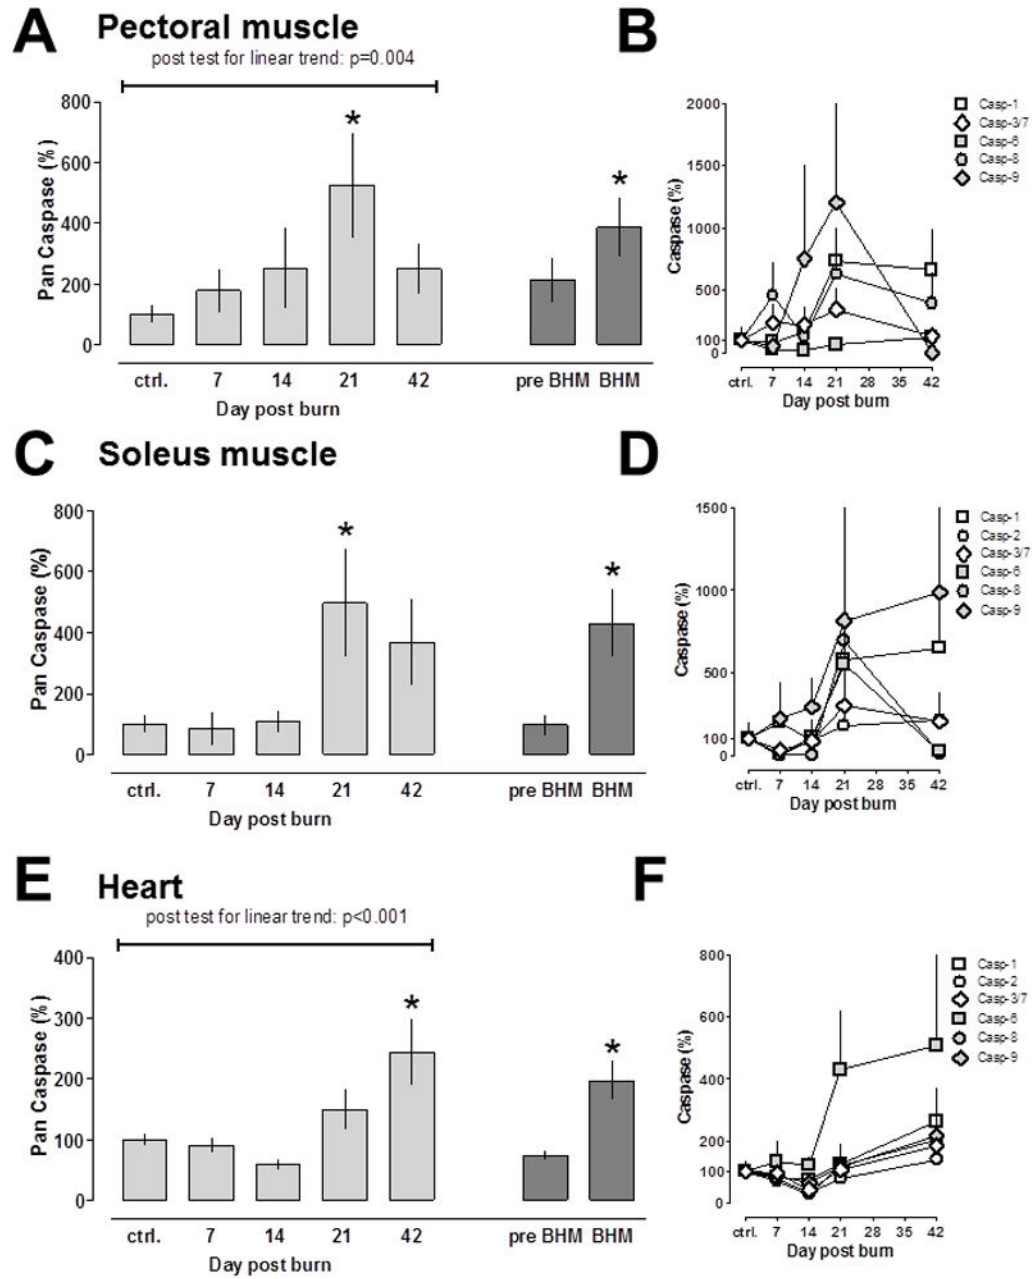 A Pectoral muscle
post test for linear trend: p=0.004
Pan Caspase (%)
800
600
400
200
0
*
*
ctrl. 7 14 21 42 pre BHM BHM
Day post burn
B
Caspase (%)
2000
1500
1000
500
100
0
ctrl. 7 14 21 28 35 42
Day post burn
Casp-1
Casp-3/7
Casp-6
Casp-8
Casp-9
C Soleus muscle
Pan Caspase (%)
800
600
400
200
0
*
*
ctrl. 7 14 21 42 pre BHM BHM
Day post burn
D
Caspase (%)
1500
1000
500
100
0
ctrl. 7 14 21 28 35 42
Day post burn
Casp-1
Casp-2
Casp-3/7
Casp-6
Casp-8
Casp-9
E Heart
post test for linear trend: p<0.001
Pan Caspase (%)
400
300
200
100
0
*
*
ctrl. 7 14 21 42 pre BHM BHM
Day post burn
F
Caspase (%)
800
600
400
200
100
0
ctrl. 7 14 21 28 35 42
Day post burn
Casp-1
Casp-2
Casp-3/7
Casp-6
Casp-8
Casp-9